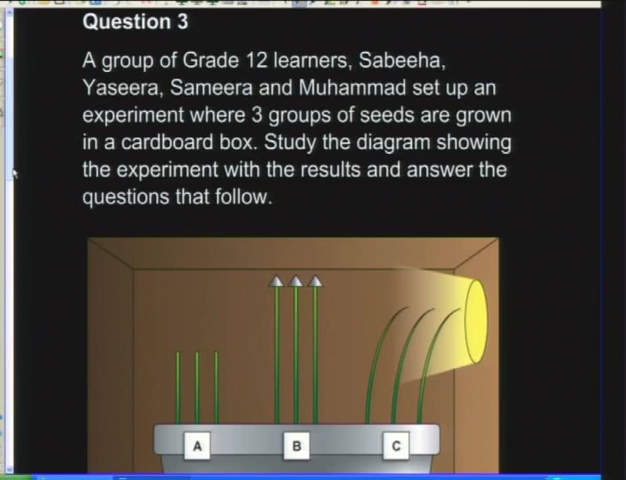 Question 3
A group of Grade 12 learners, Sabeeha,
Yaseera, Sameera and Muhammad set up an
experiment where 3 groups of seeds are grown
in a cardboard box. Study the diagram showing
the experiment with the results and answer the
questions that follow.
A B C